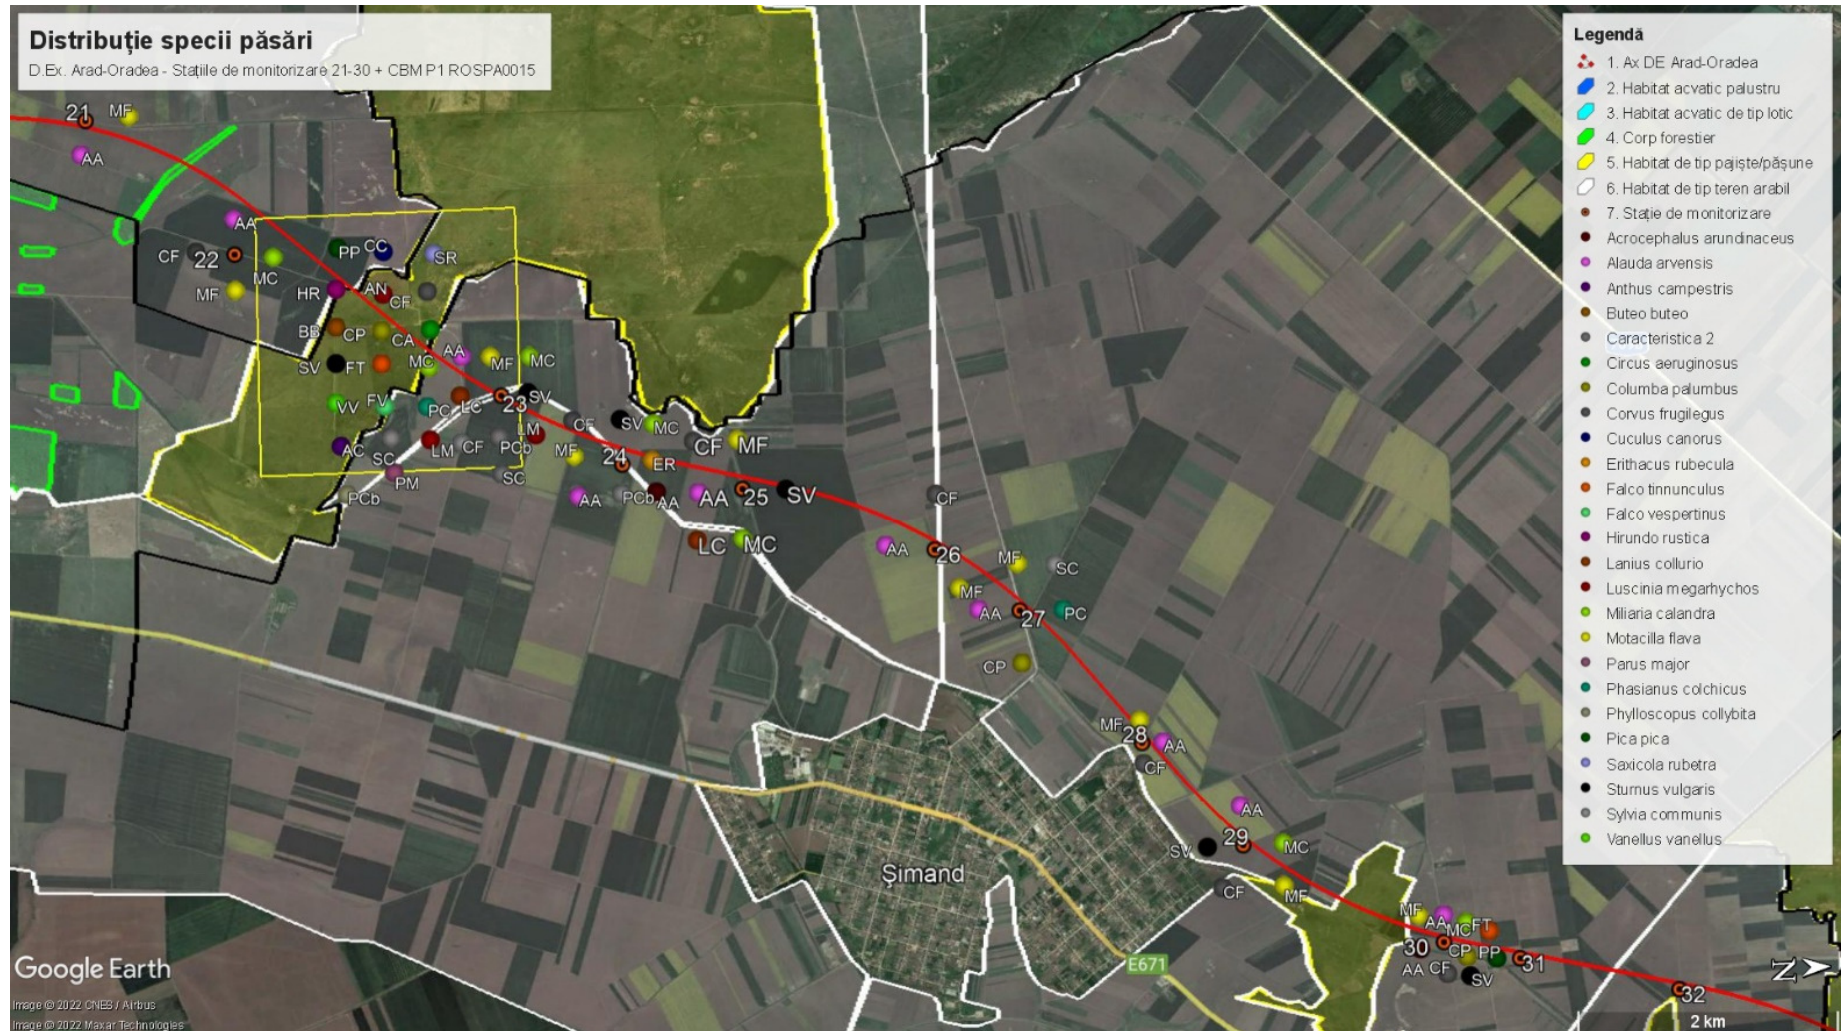 Distribuție specii păsări
D.Ex. Arad-Oradea - Stațiile de monitorizare 21-30 + CBM P1 ROSPA0015
Legendă
1. Ax DE Arad-Oradea
2. Habitat acvatic palustru
3. Habitat acvatic de tip lotic
4. Corp forestier
5. Habitat de tip pajiște/pășune
6. Habitat de tip teren arabil
7. Stație de monitorizare
Acrocephalus arundinaceus
Alauda arvensis
Anthus campestris
Buteo buteo
Caracteristica 2
Circus aeruginosus
Columba palumbus
Corvus frugilegus
Cuculus canorus
Erithacus rubecula
Falco tinnunculus
Falco vespertinus
Hirundo rustica
Lanius collurio
Luscinia megarhychos
Miliaria calandra
Motacilla flava
Parus major
Phasianus colchicus
Phylloscopus collybita
Pica pica
Saxicola rubetra
Sturnus vulgaris
Sylvia communis
Vanellus vanellus
21 MF
AA
AA
CF 22 MC
MF
PP CC
SR
HR AN CF
BB CP CA
SV FT MC AA MF MC
VV FV PC LC 23 SV
AC SC LM CF PCb LM
PM SC
PCb
CF SV MC CF MF
MF 24 ER
AA PCb AA AA 25 SV
LC MC
CF
AA 26 MF SC
MF AA 27 PC
CP
MF
28 AA
CF
AA
SV 29 MC
CF MF
Șimand
MF AA MC FT
30 CP PP 31
AA CF SV
32
E671
N
2 km
Google Earth
Image © 2022 CNES / Airbus
Image © 2022 Maxar Technologies